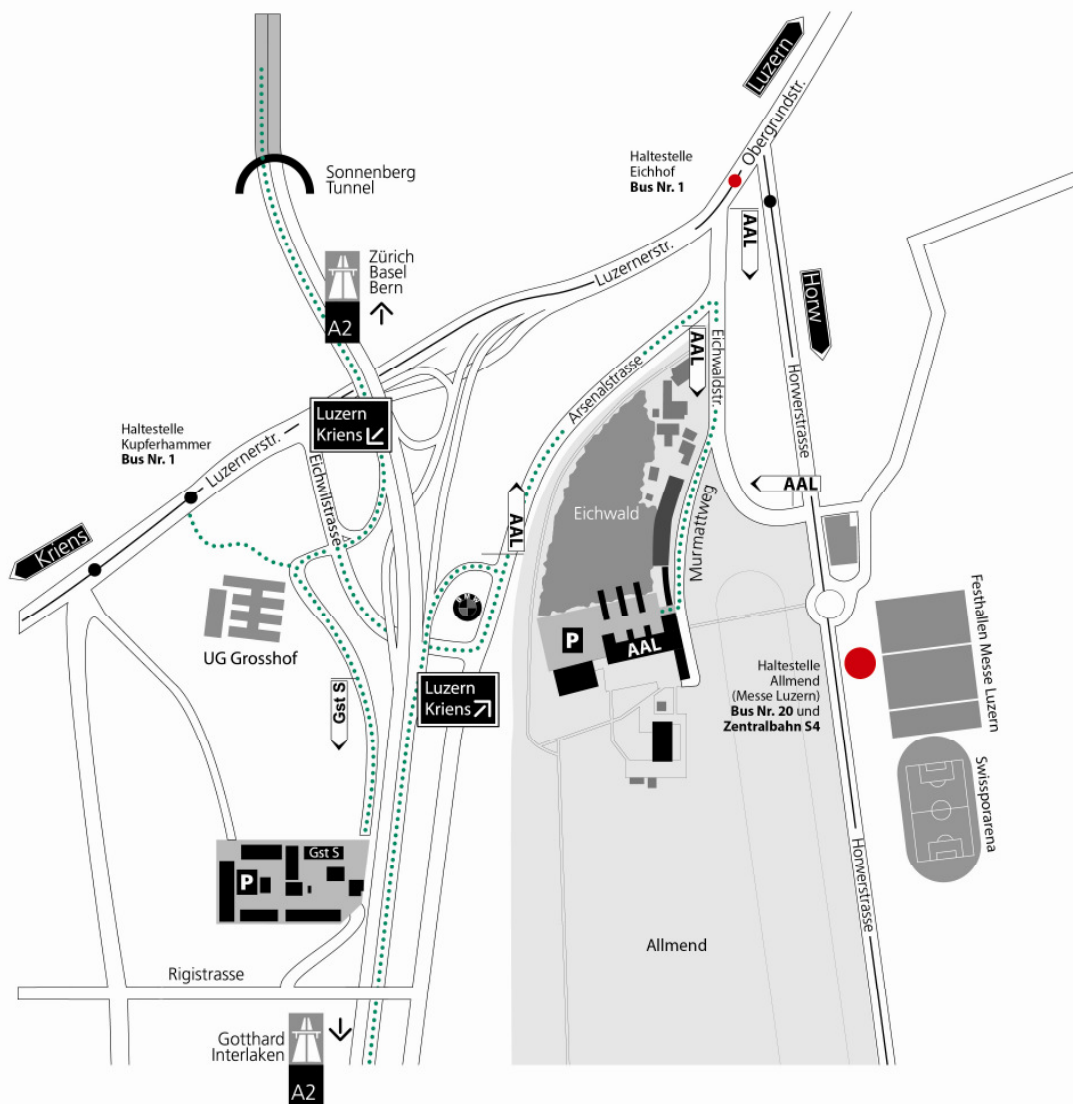 Luzern
Obergrundstr.
Haltestelle
Eichhof
Bus Nr. 1
Sonnenberg
Tunnel
AAL
Zürich
Basel
Bern
A2
Luzernerstr.
Horw
AAL
Eichwaldstr.
Arsenalstrasse
Horwerstrasse
Luzern
Kriens
Haltestelle
Kupferhammer
Bus Nr. 1
Luzernerstr.
Eichwilstrasse
AAL
AAL
Murmattweg
Eichwald
Kriens
BMW
UG Grosshof
P
AAL
Festhallen Messe Luzern
Haltestelle
Allmend
(Messe Luzern)
Bus Nr. 20 und
Zentralbahn S4
Luzern
Kriens
Gst S
Swissporarena
Gst S
P
Horwerstrasse
Allmend
Rigistrasse
Gotthard
Interlaken
A2